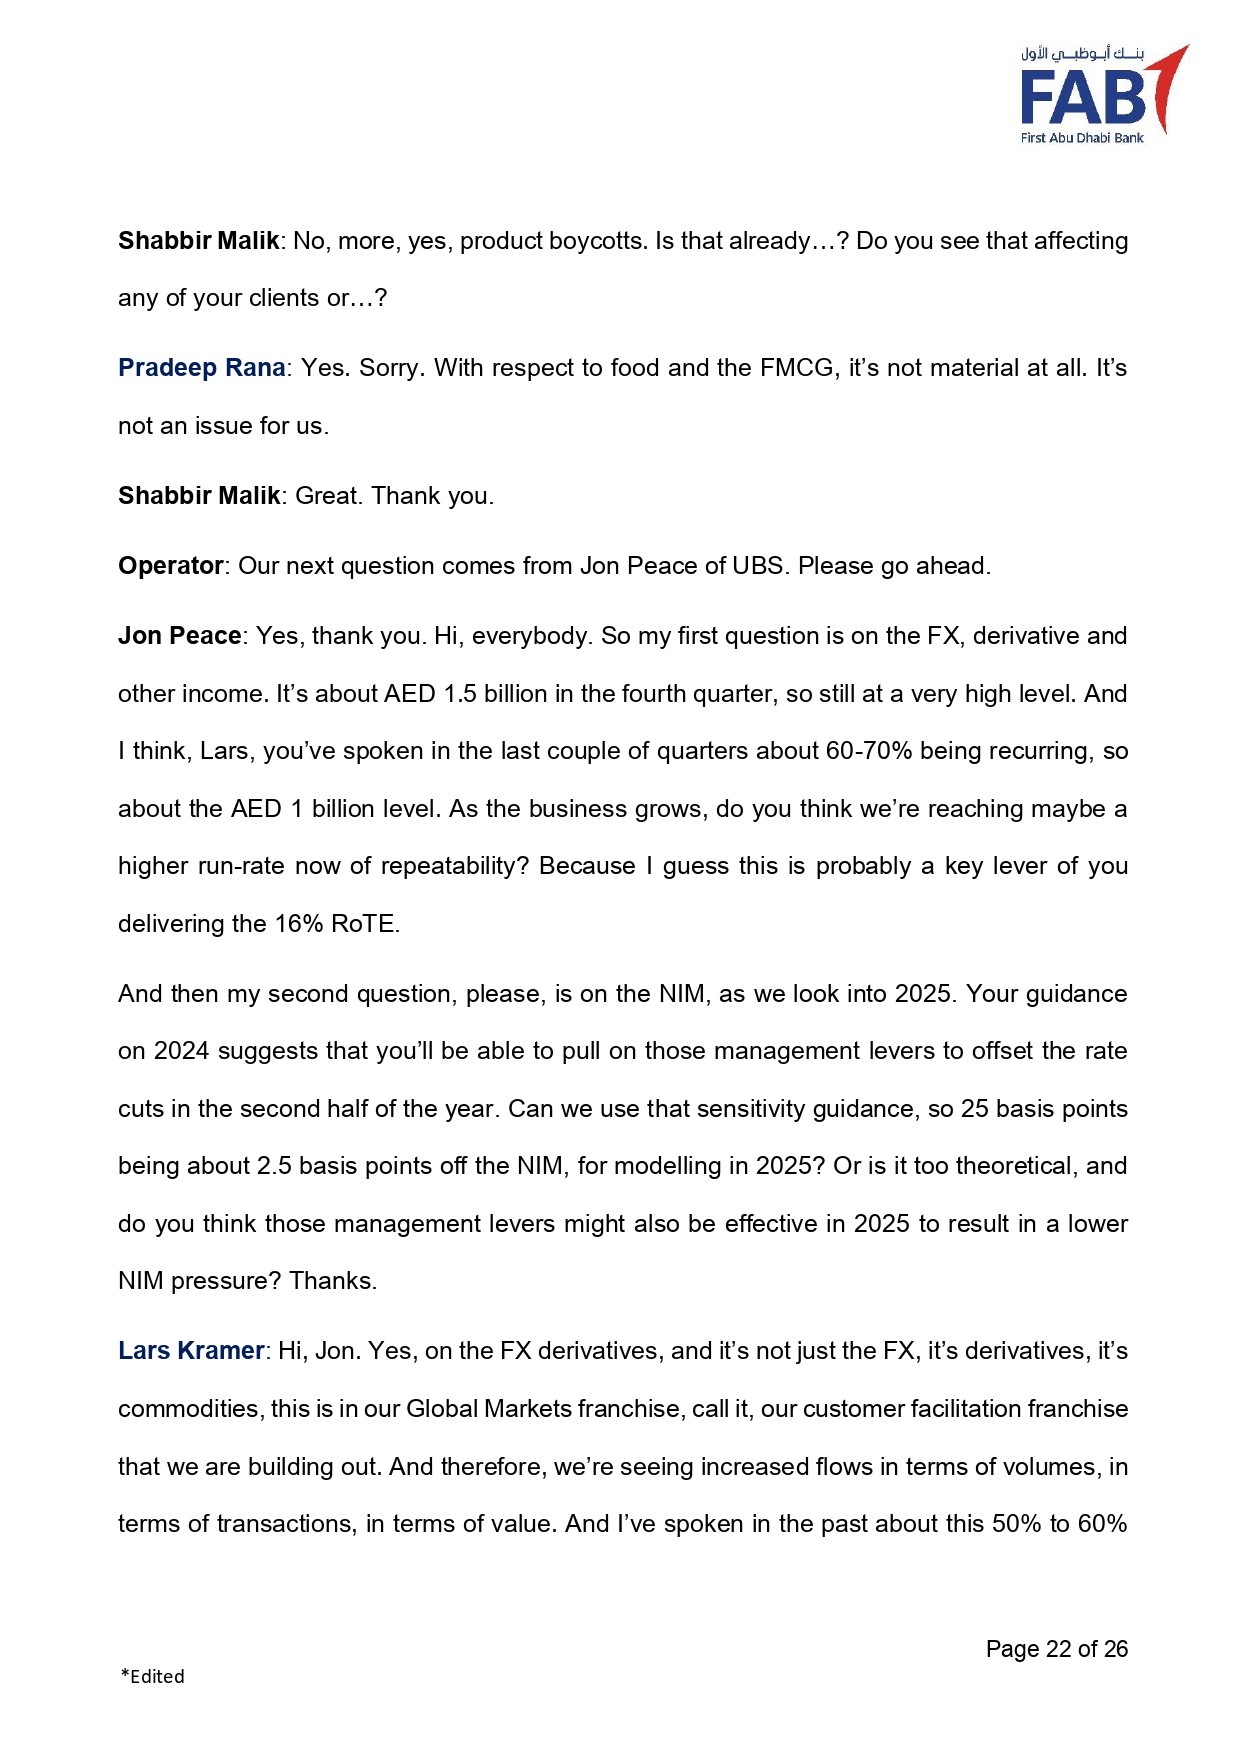 بنك أبوظبي الأول
FAB
First Abu Dhabi Bank
Shabbir Malik: No, more, yes, product boycotts. Is that already…? Do you see that affecting
any of your clients or…?
Pradeep Rana: Yes. Sorry. With respect to food and the FMCG, it’s not material at all. It’s
not an issue for us.
Shabbir Malik: Great. Thank you.
Operator: Our next question comes from Jon Peace of UBS. Please go ahead.
Jon Peace: Yes, thank you. Hi, everybody. So my first question is on the FX, derivative and
other income. It’s about AED 1.5 billion in the fourth quarter, so still at a very high level. And
I think, Lars, you’ve spoken in the last couple of quarters about 60-70% being recurring, so
about the AED 1 billion level. As the business grows, do you think we’re reaching maybe a
higher run-rate now of repeatability? Because I guess this is probably a key lever of you
delivering the 16% RoTE.
And then my second question, please, is on the NIM, as we look into 2025. Your guidance
on 2024 suggests that you’ll be able to pull on those management levers to offset the rate
cuts in the second half of the year. Can we use that sensitivity guidance, so 25 basis points
being about 2.5 basis points off the NIM, for modelling in 2025? Or is it too theoretical, and
do you think those management levers might also be effective in 2025 to result in a lower
NIM pressure? Thanks.
Lars Kramer: Hi, Jon. Yes, on the FX derivatives, and it’s not just the FX, it’s derivatives, it’s
commodities, this is in our Global Markets franchise, call it, our customer facilitation franchise
that we are building out. And therefore, we’re seeing increased flows in terms of volumes, in
terms of transactions, in terms of value. And I’ve spoken in the past about this 50% to 60%
Page 22 of 26
*Edited